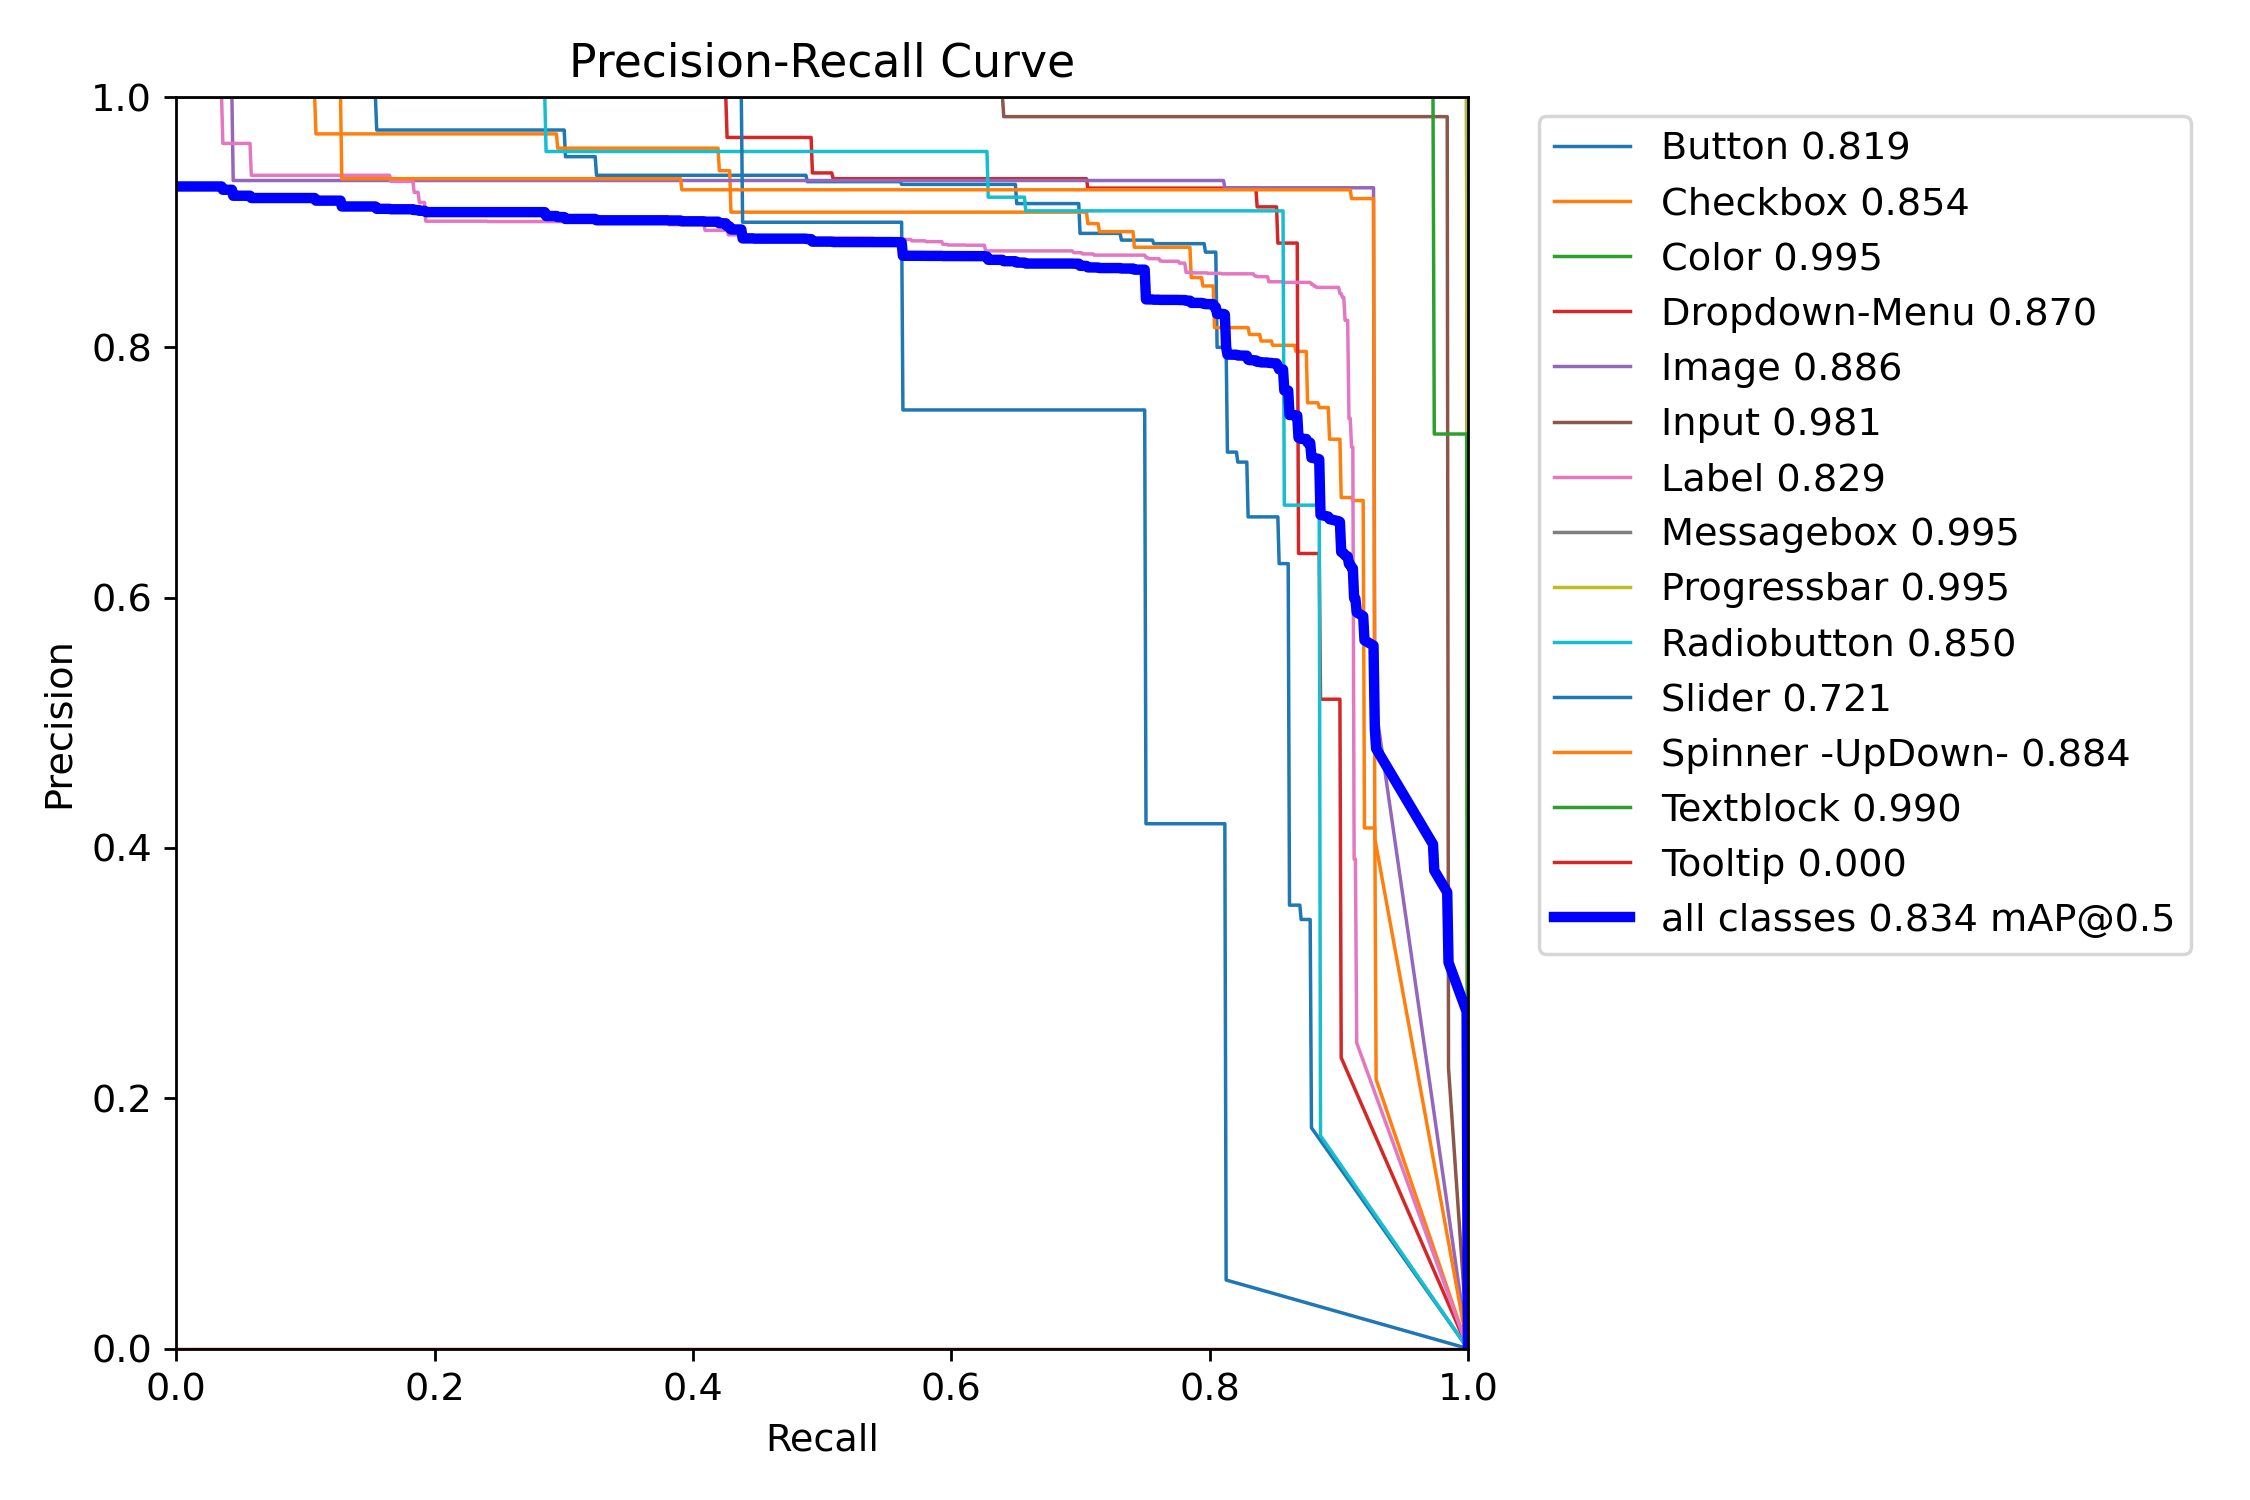 Precision-Recall Curve
1.0
0.8
0.6
0.4
0.2
0.0
Precision
0.0 0.2 0.4 0.6 0.8 1.0
Recall
Button 0.819
Checkbox 0.854
Color 0.995
Dropdown-Menu 0.870
Image 0.886
Input 0.981
Label 0.829
Messagebox 0.995
Progressbar 0.995
Radiobutton 0.850
Slider 0.721
Spinner -UpDown- 0.884
Textblock 0.990
Tooltip 0.000
all classes 0.834 mAP@0.5